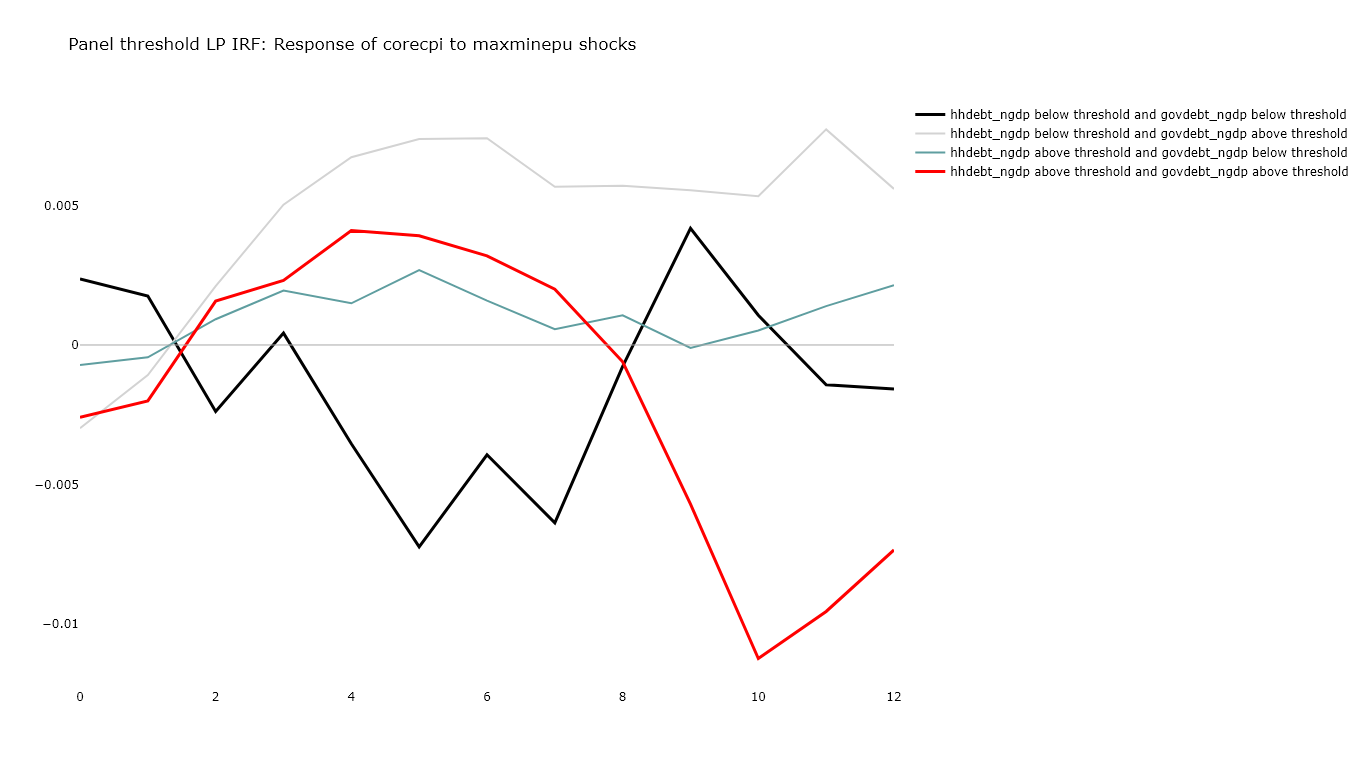 Panel threshold LP IRF: Response of corecpi to maxminepu shocks
hhdebt_ngdp below threshold and govdebt_ngdp below threshold
hhdebt_ngdp below threshold and govdebt_ngdp above threshold
hhdebt_ngdp above threshold and govdebt_ngdp below threshold
hhdebt_ngdp above threshold and govdebt_ngdp above threshold
0.005
0
−0.005
−0.01
0 2 4 6 8 10 12